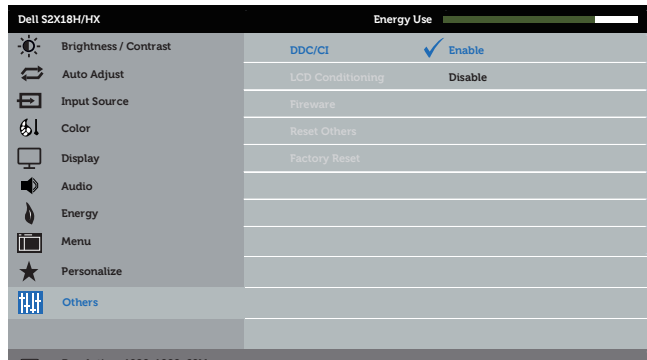 Dell S2X18H/HX Energy Use
Brightness / Contrast DDC/CI Enable
Auto Adjust LCD Conditioning Disable
Input Source Fireware
Color Reset Others
Display Factory Reset
Audio
Energy
Menu
Personalize
Others